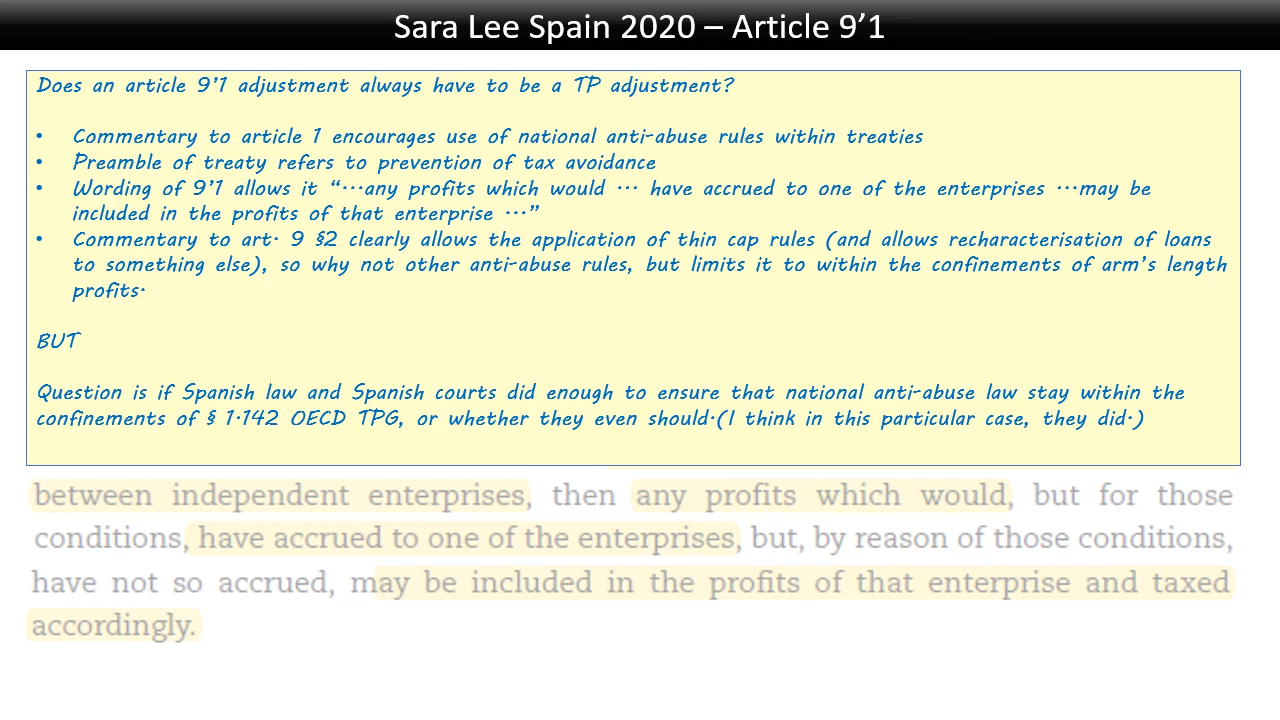 Sara Lee Spain 2020 – Article 9’1
Does an article 9’1 adjustment always have to be a TP adjustment?
• Commentary to article 1 encourages use of national anti-abuse rules within treaties
• Preamble of treaty refers to prevention of tax avoidance
• Wording of 9’1 allows it “...any profits which would ... have accrued to one of the enterprises ...may be
included in the profits of that enterprise ...”
• Commentary to art. 9 §2 clearly allows the application of thin cap rules (and allows recharacterisation of loans
to something else), so why not other anti-abuse rules, but limits it to within the confinements of arm’s length
profits.
BUT
Question is if Spanish law and Spanish courts did enough to ensure that national anti-abuse law stay within the
confinements of § 1.142 OECD TPG, or whether they even should.(I think in this particular case, they did.)
between independent enterprises, then any profits which would, but for those
conditions, have accrued to one of the enterprises, but, by reason of those conditions,
have not so accrued, may be included in the profits of that enterprise and taxed
accordingly.